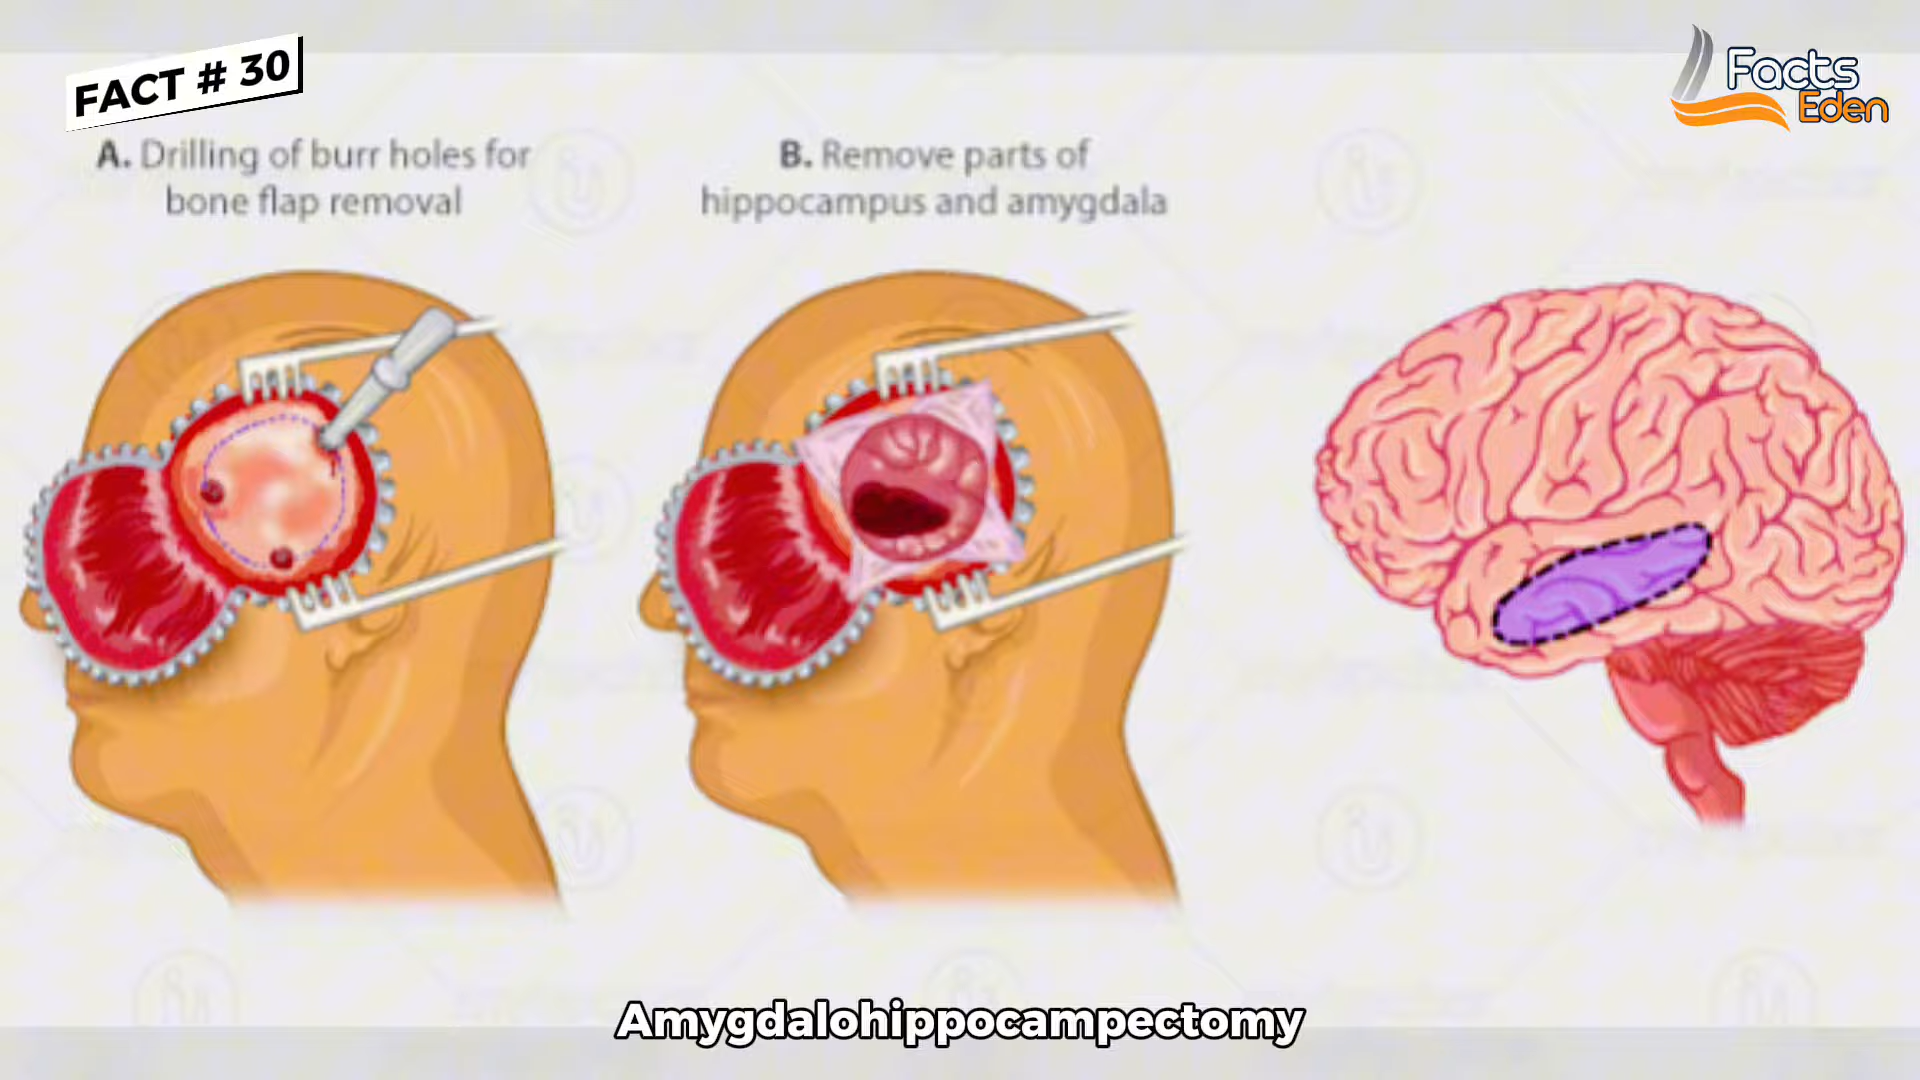 FACT # 30
Facts
Eden
A. Drilling of burr holes for
bone flap removal
B. Remove parts of
hippocampus and amygdala
Amygdalohippocampectomy